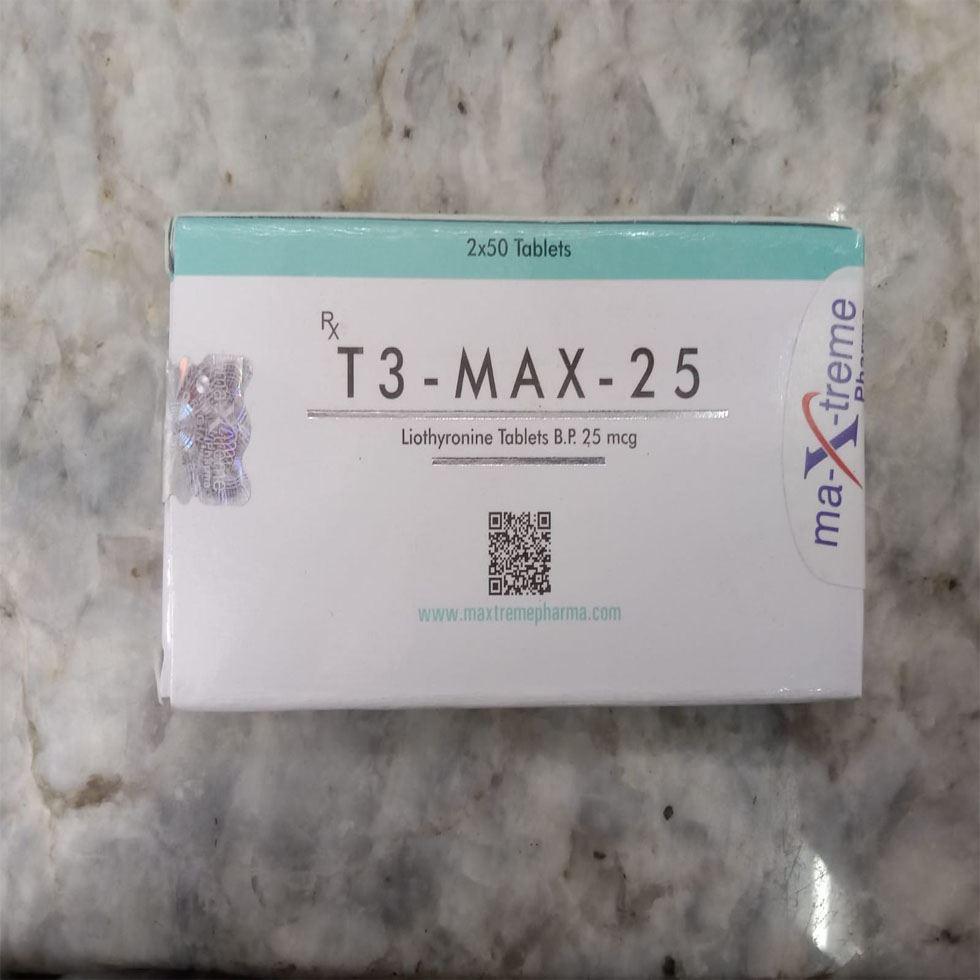 2x50 Tablets
Rx
T3-MAX-25
Liothyronine Tablets B.P. 25 mcg
www.maxtremepharma.com
ma-X-treme